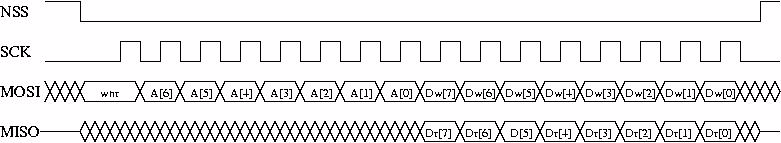 NSS
SCK
MOSI whr A[6] A[5] A[4] A[3] A[2] A[1] A[0] Dw[7] Dw[6] Dw[5] Dw[4] Dw[3] Dw[2] Dw[1] Dw[0]
MISO Dr[7] Dr[6] D[5] Dr[4] Dr[3] Dr[2] Dr[1] Dr[0]